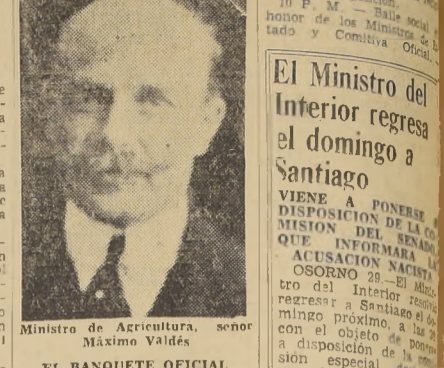 Ministro de Agricultura, señor
Máximo Valdés
EL BANQUETE OFICIAL
10 P. M. — Baile social
honor de los Ministros de
tado y Comitiva Oficial,
El Ministro del
Interior regresa
el domingo a
Santiago
VIENE A PONERSE
DISPOSICION DE LA CO
MISION DEL SENADO
QUE INFORMARA LA
ACUSACION NACISTA
OSORNO 29.—El Minis
tro del Interior
regresar a Santiago el do
mingo próximo, a las
con el objeto de
a disposición de la
sión especial